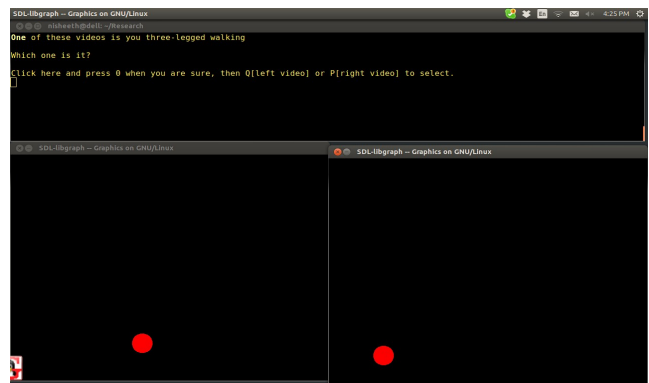 SDL-libgraph -- Graphics on GNU/Linux
En
4:25 PM
nisheeth@dell: ~/Research
One of these videos is you three-legged walking
Which one is it?
Click here and press 0 when you are sure, then Q[left video] or P[right video] to select.
SDL-libgraph -- Graphics on GNU/Linux
SDL-libgraph -- Graphics on GNU/Linux